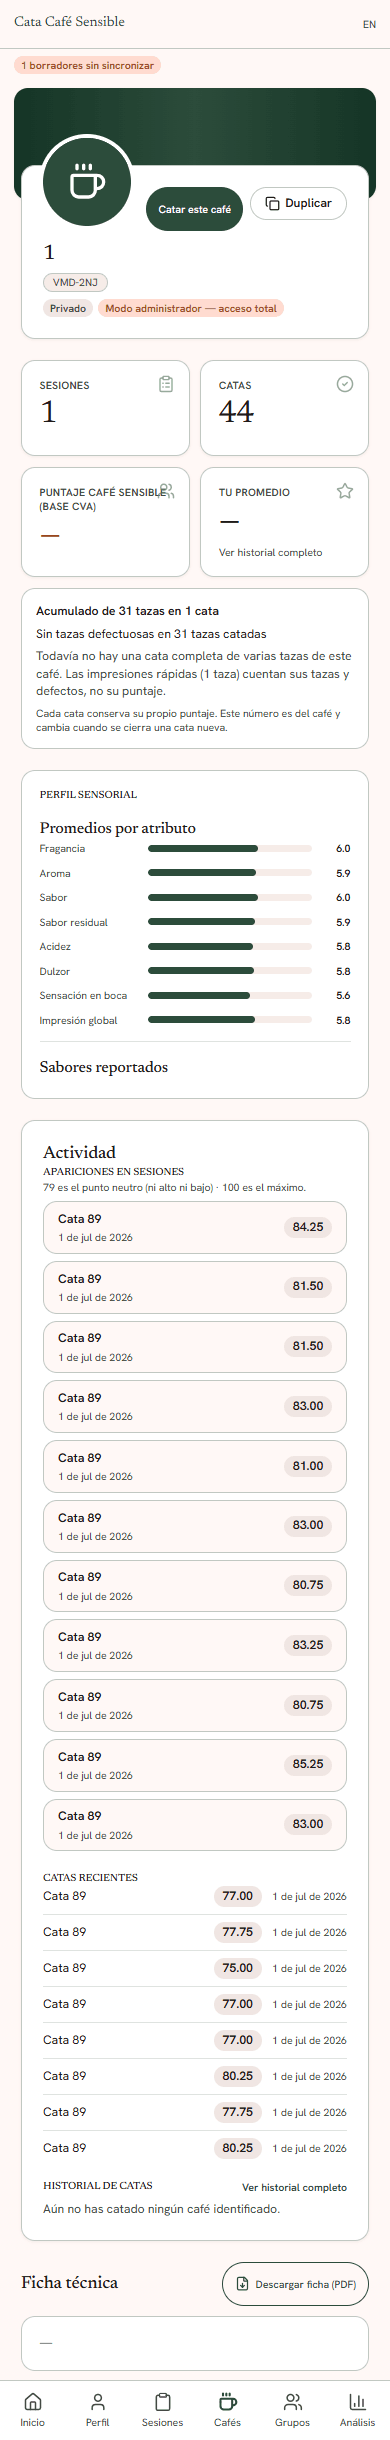 Cata Café Sensible
EN
1 borradores sin sincronizar
Catar este café
Duplicar
1
VMD-2NJ
Privado
Modo administrador — acceso total
SESIONES
1
CATAS
44
PUNTAJE CAFÉ SENSIBLE
(BASE CVA)
—
TU PROMEDIO
—
Ver historial completo
Acumulado de 31 tazas en 1 cata
Sin tazas defectuosas en 31 tazas catadas
Todavía no hay una cata completa de varias tazas de este
café. Las impresiones rápidas (1 taza) cuentan sus tazas y
defectos, no su puntaje.
Cada cata conserva su propio puntaje. Este número es del café y
cambia cuando se cierra una cata nueva.
PERFIL SENSORIAL
Promedios por atributo
Fragancia 6.0
Aroma 5.9
Sabor 6.0
Sabor residual 5.9
Acidez 5.8
Dulzor 5.8
Sensación en boca 5.6
Impresión global 5.8
Sabores reportados
Actividad
APARICIONES EN SESIONES
79 es el punto neutro (ni alto ni bajo) · 100 es el máximo.
Cata 89
1 de jul de 2026
84.25
Cata 89
1 de jul de 2026
81.50
Cata 89
1 de jul de 2026
81.50
Cata 89
1 de jul de 2026
83.00
Cata 89
1 de jul de 2026
81.00
Cata 89
1 de jul de 2026
83.00
Cata 89
1 de jul de 2026
80.75
Cata 89
1 de jul de 2026
83.25
Cata 89
1 de jul de 2026
80.75
Cata 89
1 de jul de 2026
85.25
Cata 89
1 de jul de 2026
83.00
CATAS RECIENTES
Cata 89 77.00 1 de jul de 2026
Cata 89 77.75 1 de jul de 2026
Cata 89 75.00 1 de jul de 2026
Cata 89 77.00 1 de jul de 2026
Cata 89 77.00 1 de jul de 2026
Cata 89 80.25 1 de jul de 2026
Cata 89 77.75 1 de jul de 2026
Cata 89 80.25 1 de jul de 2026
HISTORIAL DE CATAS
Ver historial completo
Aún no has catado ningún café identificado.
Ficha técnica
Descargar ficha (PDF)
—
Inicio
Perfil
Sesiones
Cafés
Grupos
Análisis